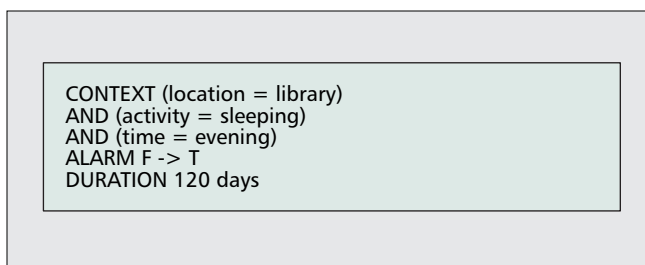 CONTEXT (location = library)
AND (activity = sleeping)
AND (time = evening)
ALARM F -> T
DURATION 120 days